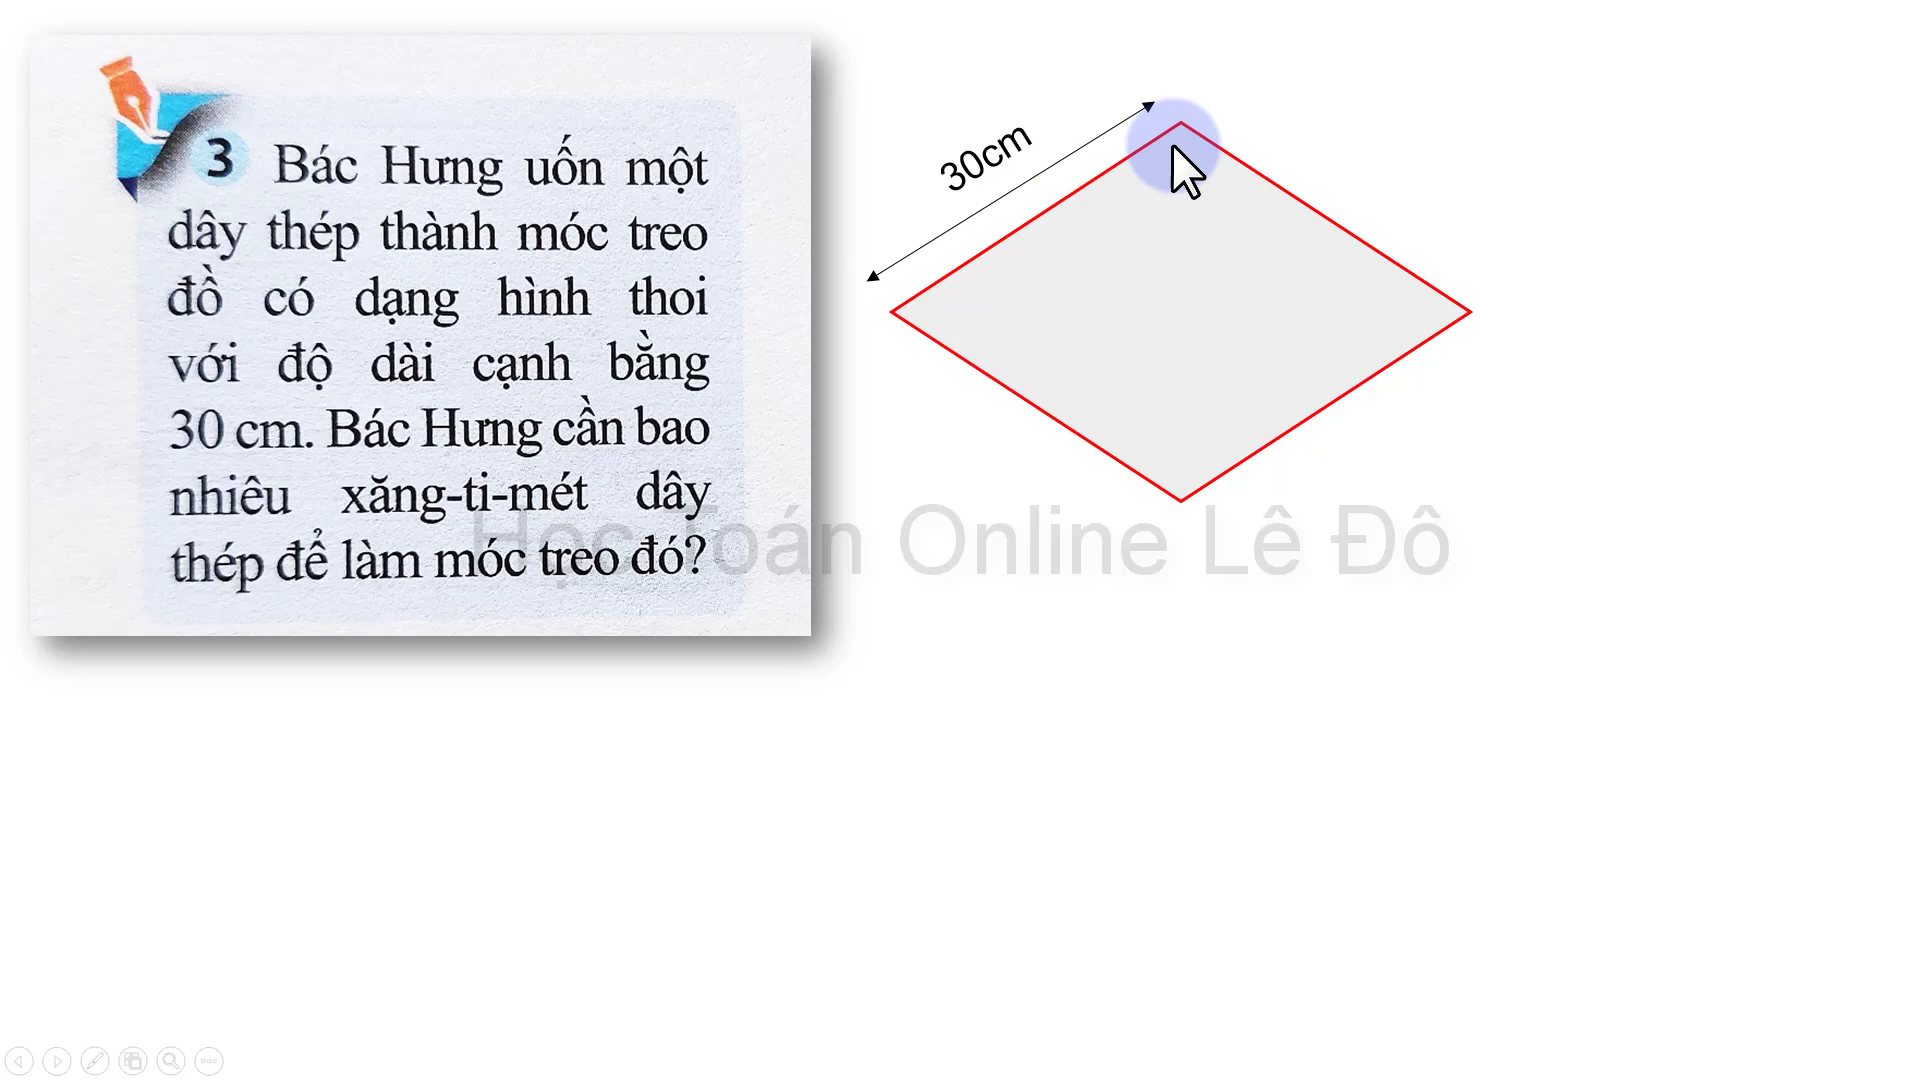 3 Bác Hưng uốn một
dây thép thành móc treo
đồ có dạng hình thoi
với độ dài cạnh bằng
30 cm. Bác Hưng cần bao
nhiêu xăng-ti-mét dây
thép để làm móc treo đó?
30cm
Học Toán Online Lê Đô